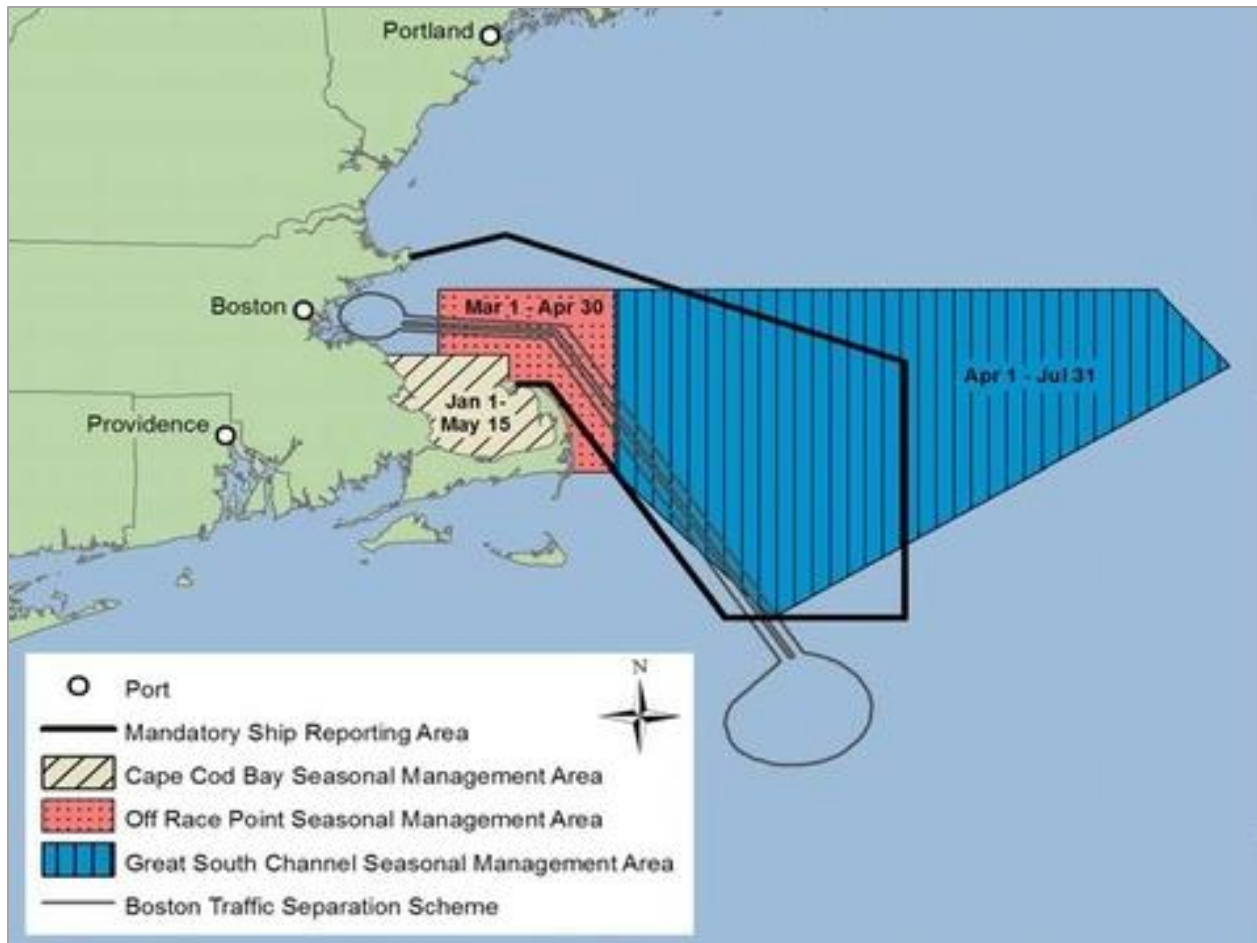 Portland
Boston
Mar 1 - Apr 30
Apr 1 - Jul 31
Jan 1-
May 15
Providence
N
Port
Mandatory Ship Reporting Area
Cape Cod Bay Seasonal Management Area
Off Race Point Seasonal Management Area
Great South Channel Seasonal Management Area
Boston Traffic Separation Scheme